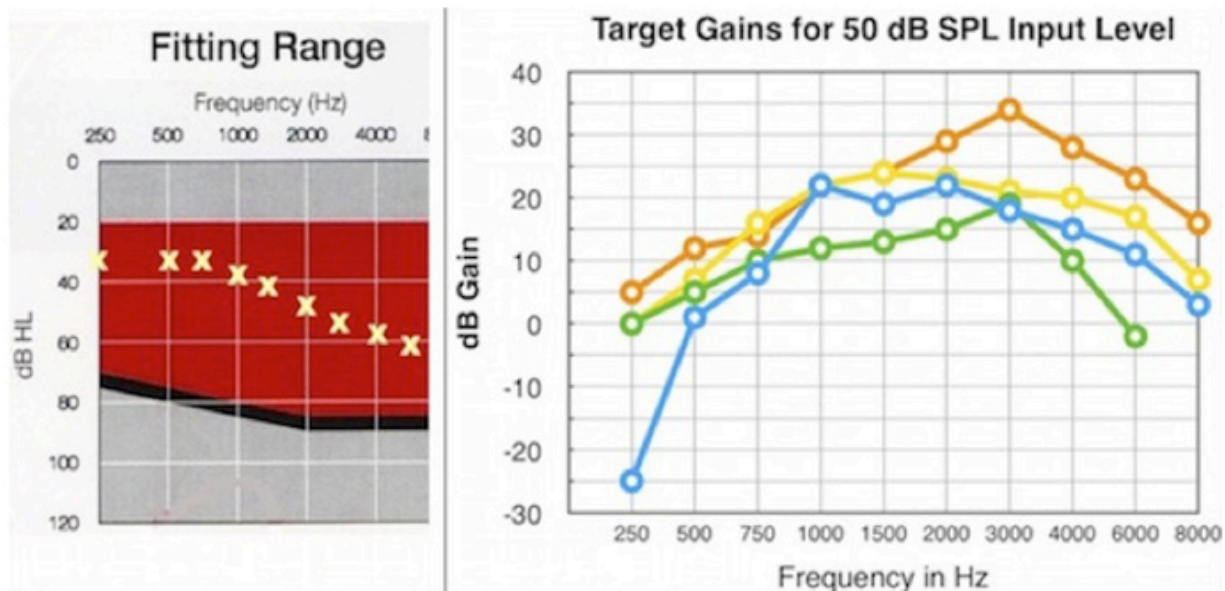 Fitting Range
Frequency (Hz)
250 500 1000 2000 4000 8
0
20
40
60
80
100
120
dB HL
X X X X X X X X X
Target Gains for 50 dB SPL Input Level
40
30
20
10
0
-10
-20
-30
dB Gain
250 500 750 1000 1500 2000 3000 4000 6000 8000
Frequency in Hz